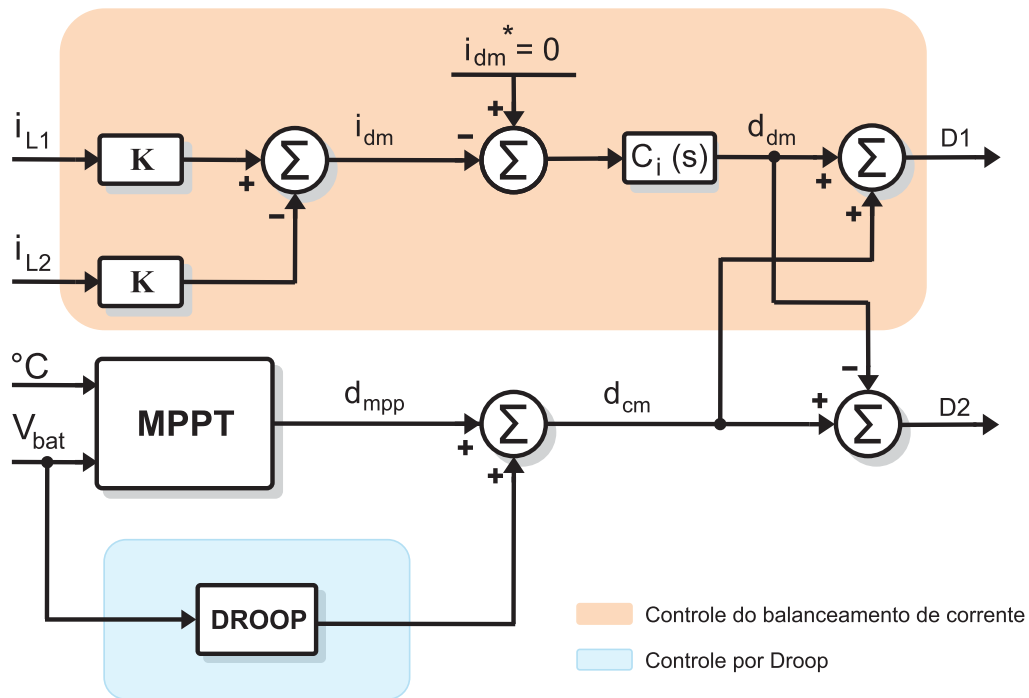 i_dm* = 0
i_L1
K
Σ
i_dm
Σ
C_i (s)
d_dm
Σ
D1
+
-
+
-
+
+
i_L2
K
°C
V_bat
MPPT
d_mpp
Σ
d_cm
Σ
D2
+
+
+
-
DROOP
Controle do balanceamento de corrente
Controle por Droop